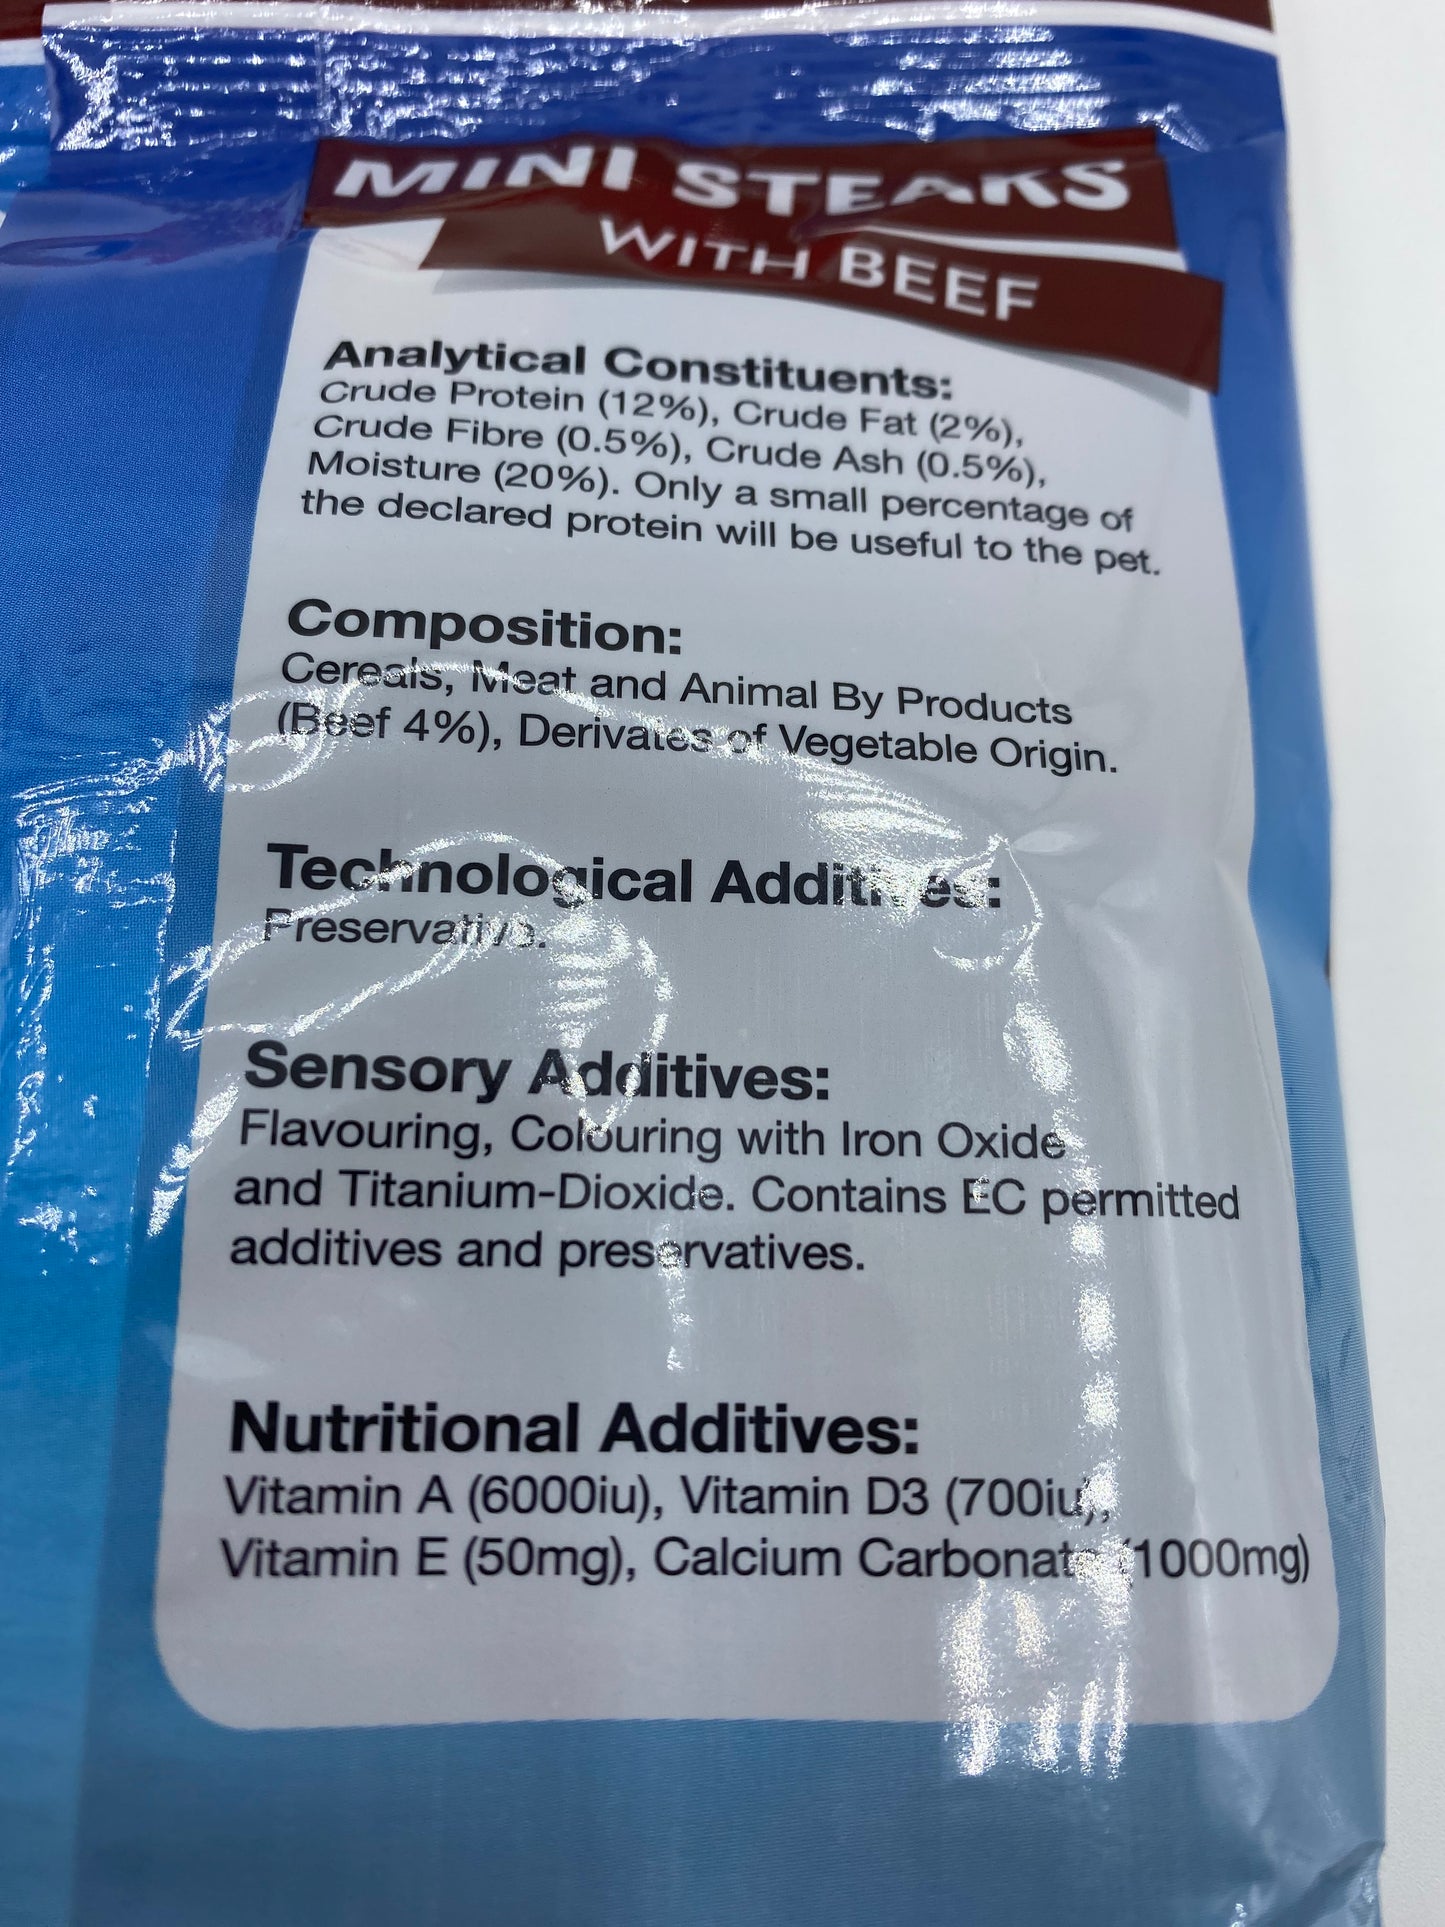 MINI STEAKS
WITH BEEF
Analytical Constituents:
Crude Protein (12%), Crude Fat (2%),
Crude Fibre (0.5%), Crude Ash (0.5%),
Moisture (20%). Only a small percentage of
the declared protein will be useful to the pet.
Composition:
Cereals, Meat and Animal By Products
(Beef 4%), Derivates of Vegetable Origin.
Technological Additives:
Preservative.
Sensory Additives:
Flavouring, Colouring with Iron Oxide
and Titanium-Dioxide. Contains EC permitted
additives and preservatives.
Nutritional Additives:
Vitamin A (6000iu), Vitamin D3 (700iu),
Vitamin E (50mg), Calcium Carbonate (1000mg)